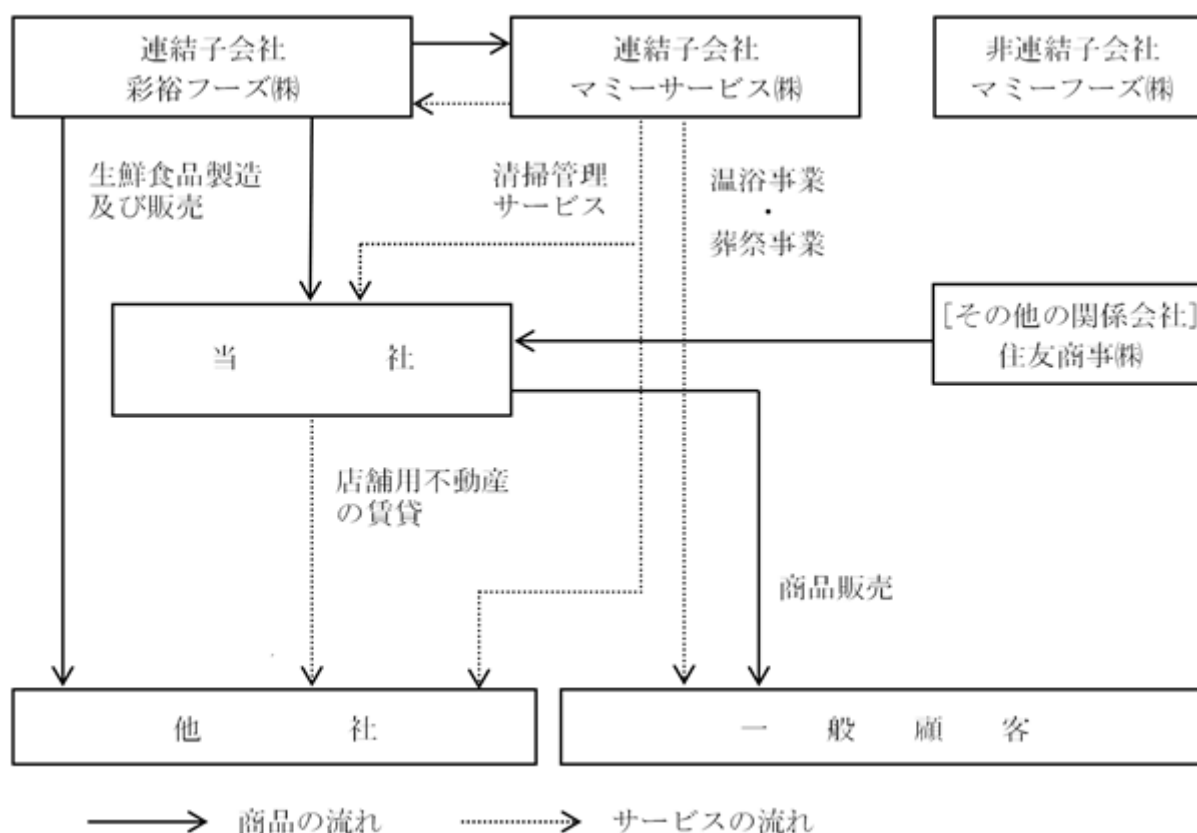 連結子会社
彩裕フーズ㈱
連結子会社
マミーサービス㈱
非連結子会社
マミーフーズ㈱
生鮮食品製造
及び販売
清掃管理
サービス
温浴事業
・
葬祭事業
当社
[その他の関係会社]
住友商事㈱
店舗用不動産
の賃貸
商品販売
他社
一般顧客
商品の流れ
サービスの流れ